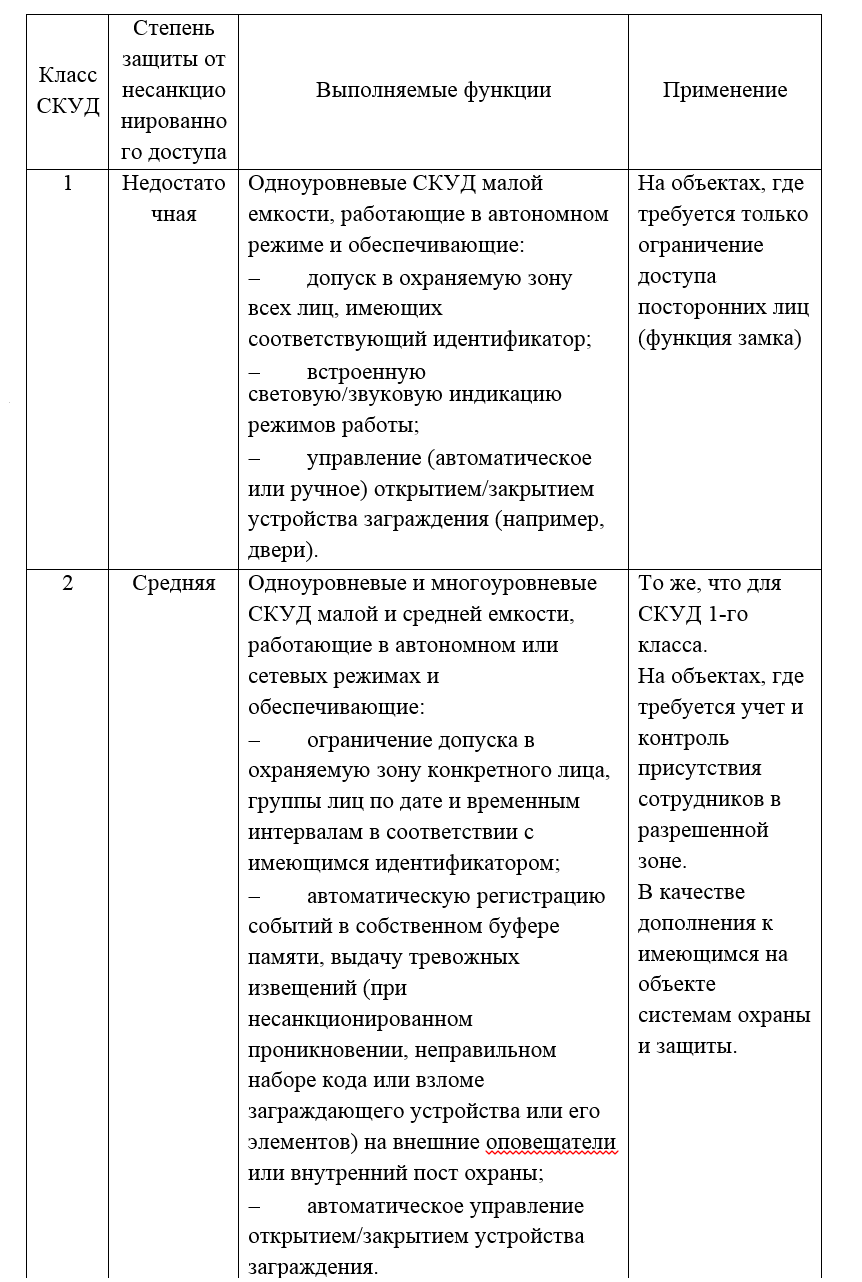 Класс
СКУД
Степень
защиты от
несанкцио
нированно
го доступа
Выполняемые функции
Применение
1
Недостато
чная
Одноуровневые СКУД малой
емкости, работающие в автономном
режиме и обеспечивающие:
– допуск в охраняемую зону
всех лиц, имеющих
соответствующий идентификатор;
– встроенную
световую/звуковую индикацию
режимов работы;
– управление (автоматическое
или ручное) открытием/закрытием
устройства заграждения (например,
двери).
На объектах, где
требуется только
ограничение
доступа
посторонних лиц
(функция замка)
2
Средняя
Одноуровневые и многоуровневые
СКУД малой и средней емкости,
работающие в автономном или
сетевых режимах и
обеспечивающие:
– ограничение допуска в
охраняемую зону конкретного лица,
группы лиц по дате и временным
интервалам в соответствии с
имеющимся идентификатором;
– автоматическую регистрацию
событий в собственном буфере
памяти, выдачу тревожных
извещений (при
несанкционированном
проникновении, неправильном
наборе кода или взломе
заграждающего устройства или его
элементов) на внешние оповещатели
или внутренний пост охраны;
– автоматическое управление
открытием/закрытием устройства
заграждения.
То же, что для
СКУД 1-го
класса.
На объектах, где
требуется учет и
контроль
присутствия
сотрудников в
разрешенной
зоне.
В качестве
дополнения к
имеющимся на
объекте
системам охраны
и защиты.